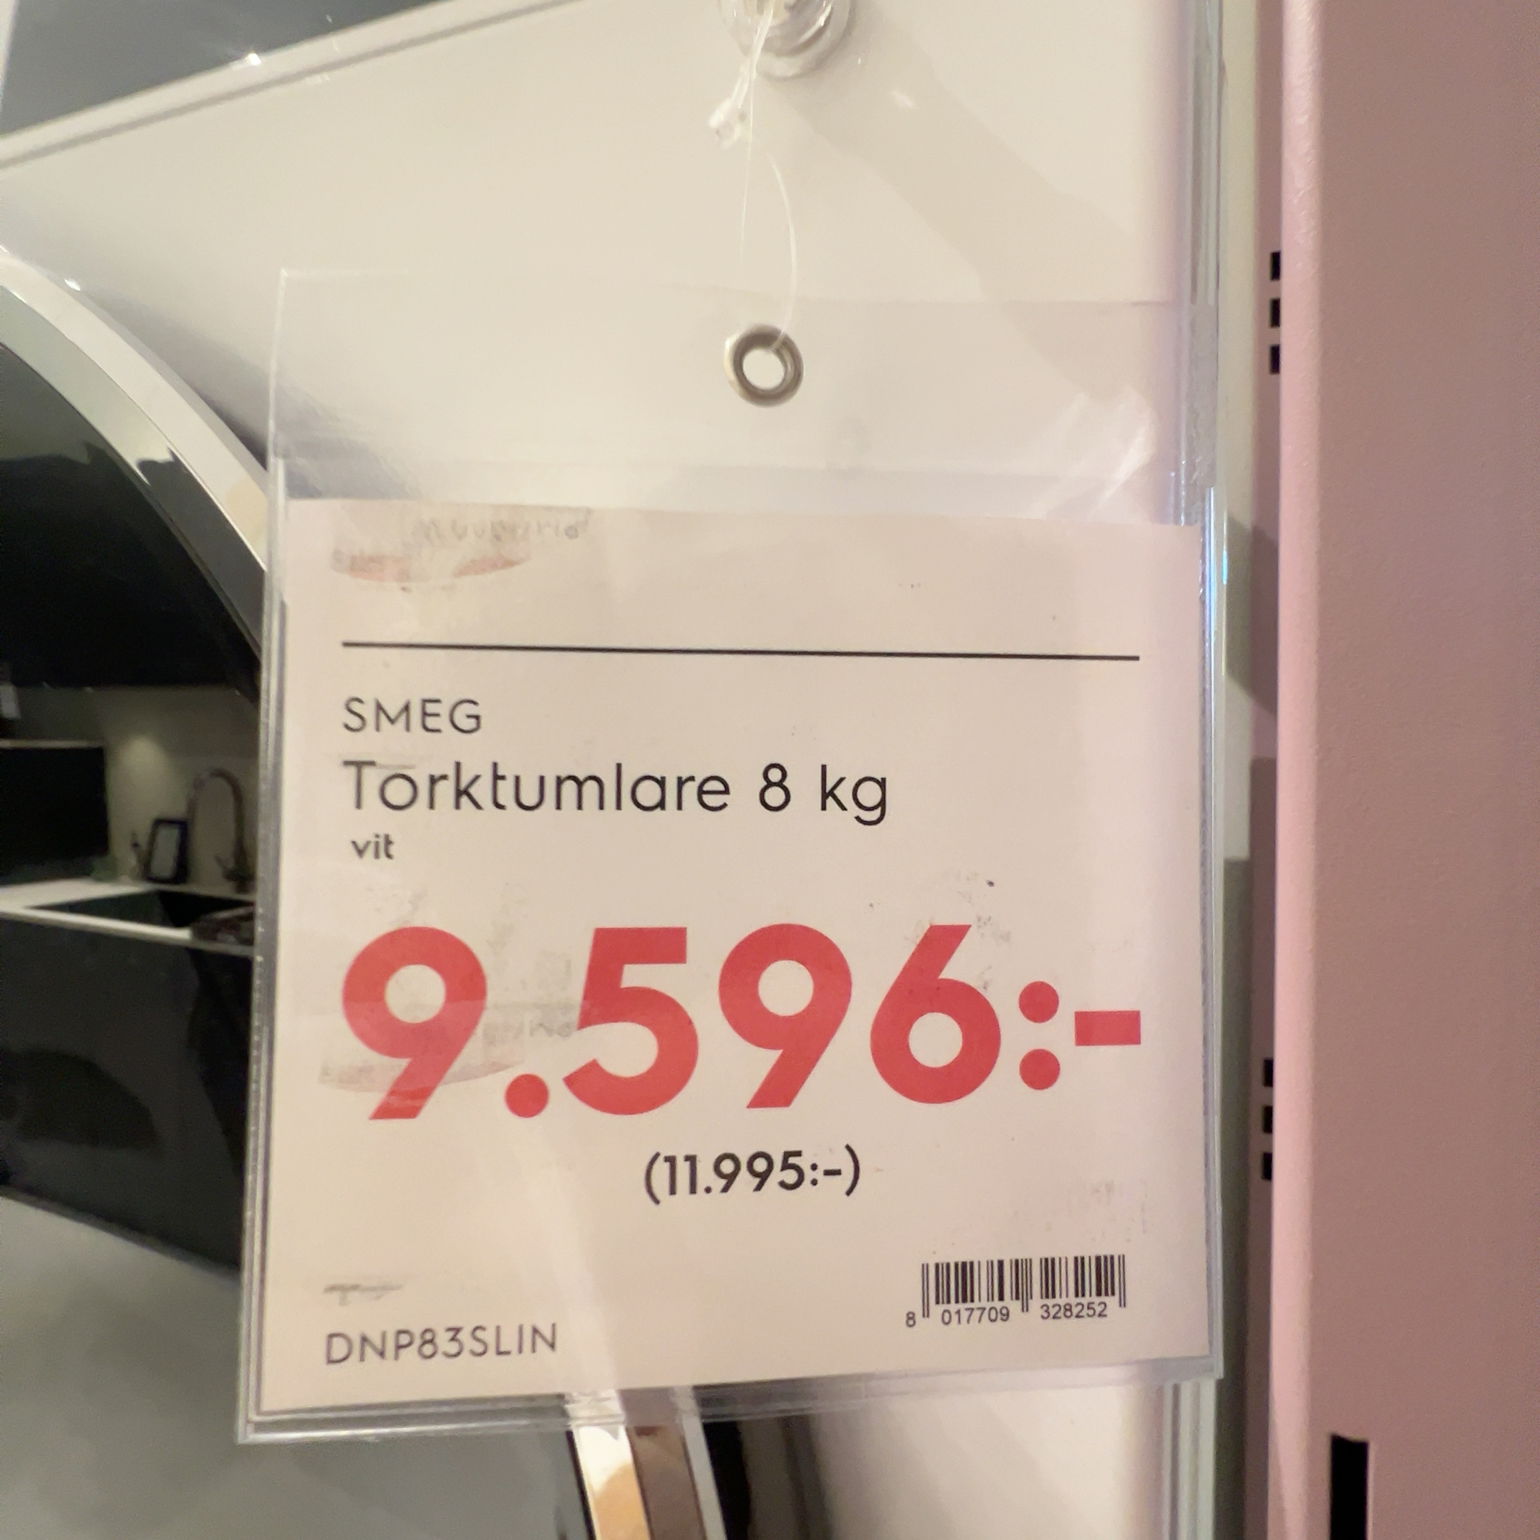 SMEG
Torktumlare 8 kg
vit
9.596:-
(11.995:-)
8 017709 328252
DNP83SLIN